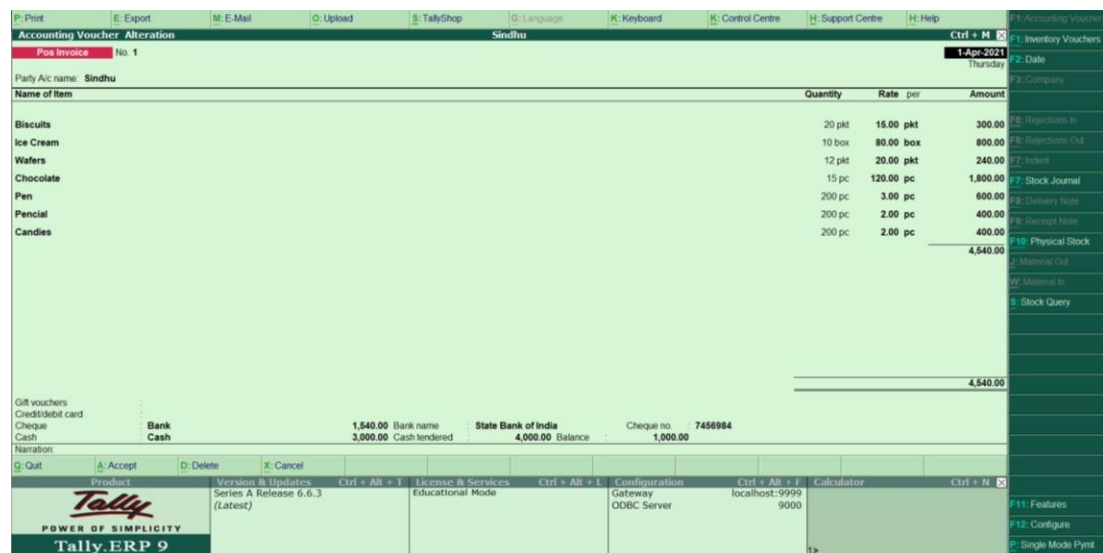 P: Print E: Export M: E-Mail O: Upload S: TallyShop G: Language K: Keyboard K: Control Centre H: Support Centre H: Help F1: Accounting Voucher
Accounting Voucher Alteration Sindhu Ctrl + M
F1: Inventory Vouchers
Pos Invoice No. 1 1-Apr-2021
Thursday
F2: Date
Party A/c name: Sindhu
F3: Company
Name of Item Quantity Rate per Amount
Biscuits 20 pkt 15.00 pkt 300.00
F6: Rejections In
Ice Cream 10 box 80.00 box 800.00
F6: Rejections Out
Wafers 12 pkt 20.00 pkt 240.00
F7: Indent
Chocolate 15 pc 120.00 pc 1,800.00
F7: Stock Journal
Pen 200 pc 3.00 pc 600.00
F8: Delivery Note
Pencial 200 pc 2.00 pc 400.00
F9: Receipt Note
Candies 200 pc 2.00 pc 400.00
F10: Physical Stock
4,540.00
J: Material Out
W: Material In
S: Stock Query
4,540.00
Gift vouchers :
Credit/debit card :
Cheque : Bank 1,540.00 Bank name : State Bank of India Cheque no. : 7456984
Cash : Cash 3,000.00 Cash tendered : 4,000.00 Balance : 1,000.00
Narration:
Q: Quit A: Accept D: Delete X: Cancel
Product Version & Updates Ctrl + Alt + T License & Services Ctrl + Alt + L Configuration Ctrl + Alt + F Calculator Ctrl + N
Series A Release 6.6.3 Educational Mode Gateway localhost:9999
(Latest) ODBC Server 9000
Tally
POWER OF SIMPLICITY
Tally.ERP 9
1>
F11: Features
F12: Configure
P: Single Mode Pymt